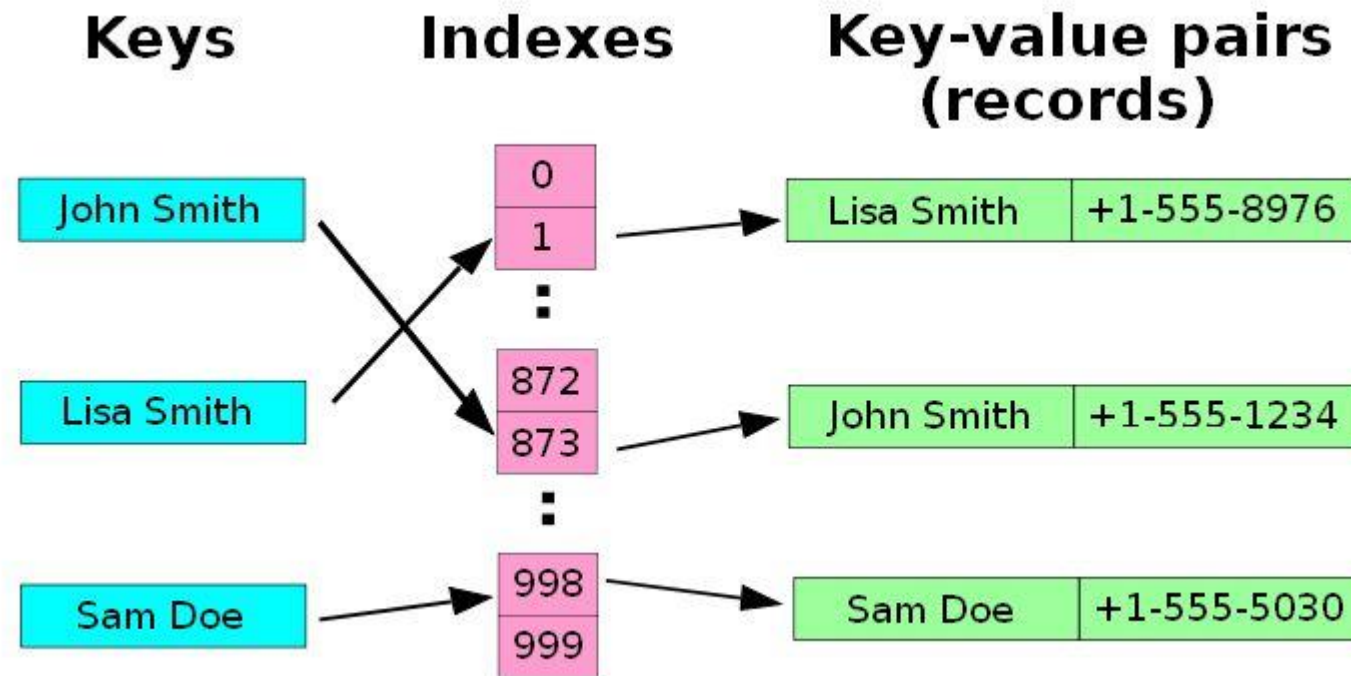 Keys
Indexes
Key-value pairs
(records)
John Smith
Lisa Smith
Sam Doe
0
1
:
872
873
:
998
999
Lisa Smith +1-555-8976
John Smith +1-555-1234
Sam Doe +1-555-5030